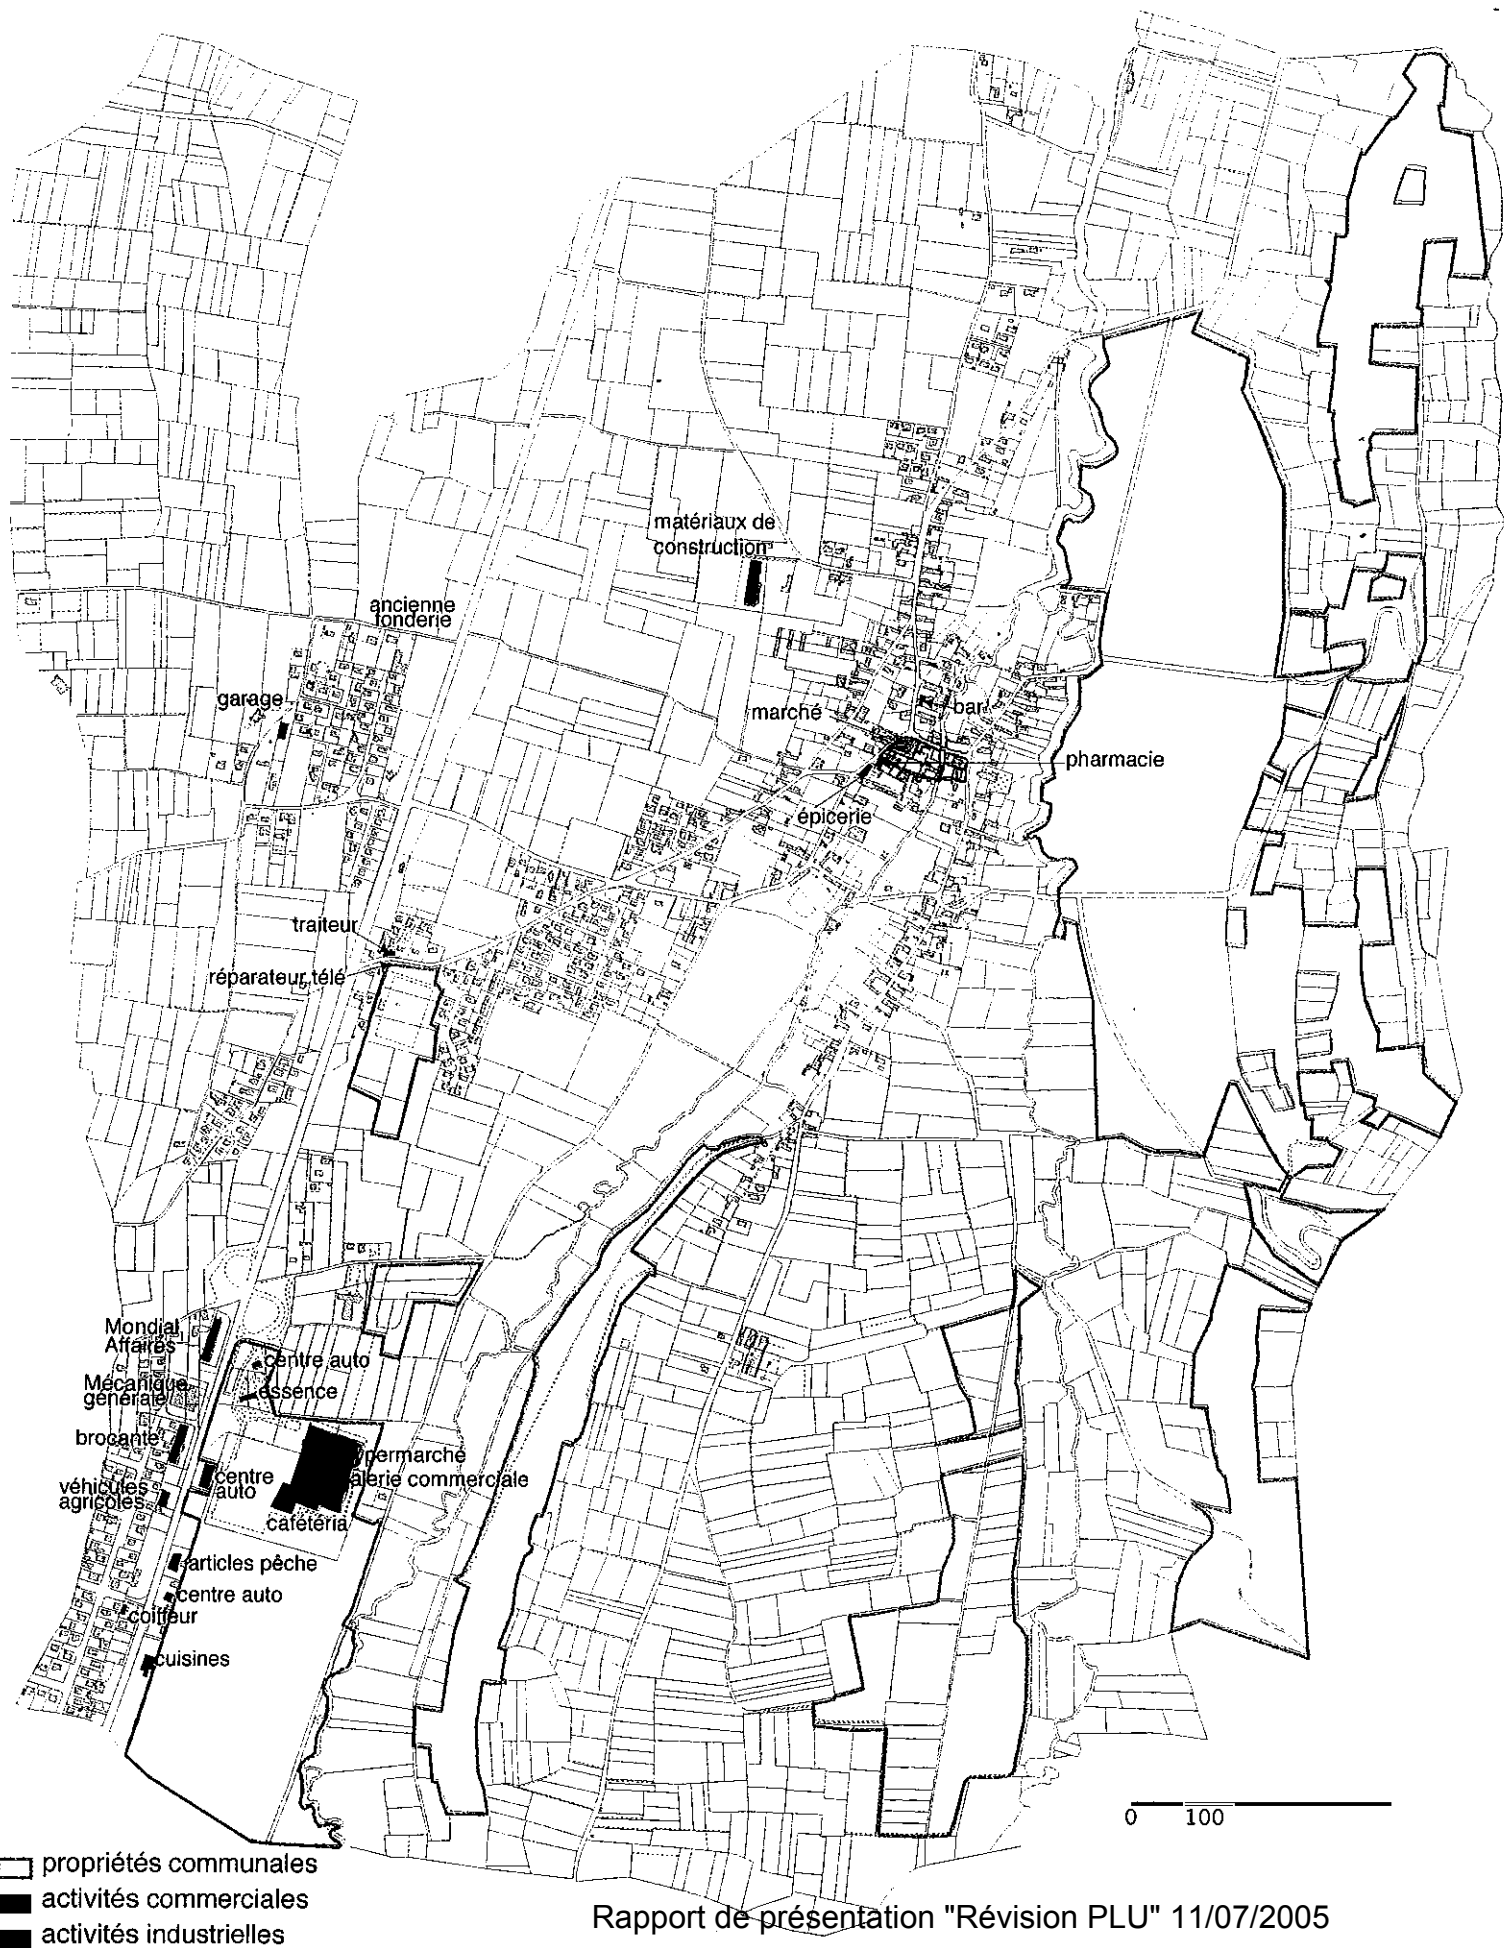 matériaux de
construction
ancienne
fonderie
garage
marché
bar
pharmacie
épicerie
traiteur
réparateur télé
Mondial
Affaires
centre auto
Mécanique
générale
essence
brocante
ypermarché
centre
auto
alerie commerciale
véhicules
agricoles
cafétéria
articles pêche
centre auto
coiffeur
cuisines
0 100
propriétés communales
activités commerciales
activités industrielles
Rapport de présentation "Révision PLU" 11/07/2005